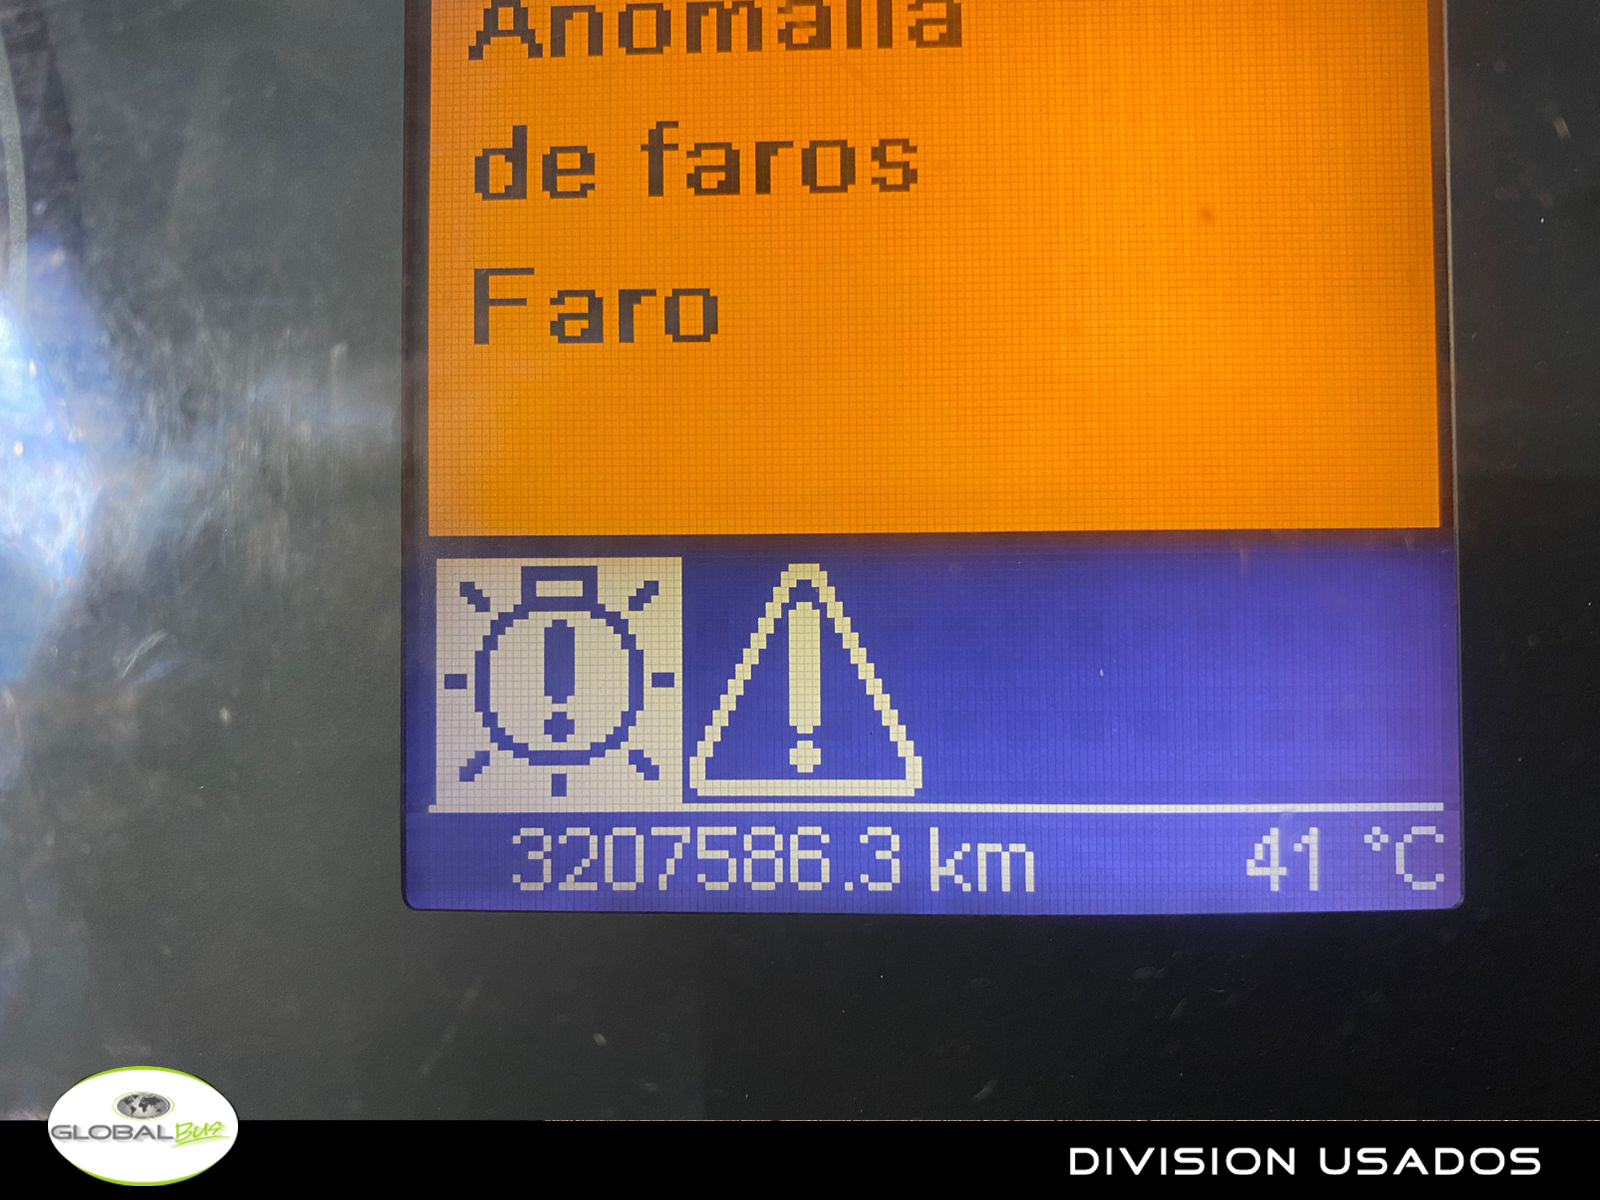 Anomalía
de faros
Faro
3207586.3 km 41 °C
GLOBALBus
DIVISION USADOS